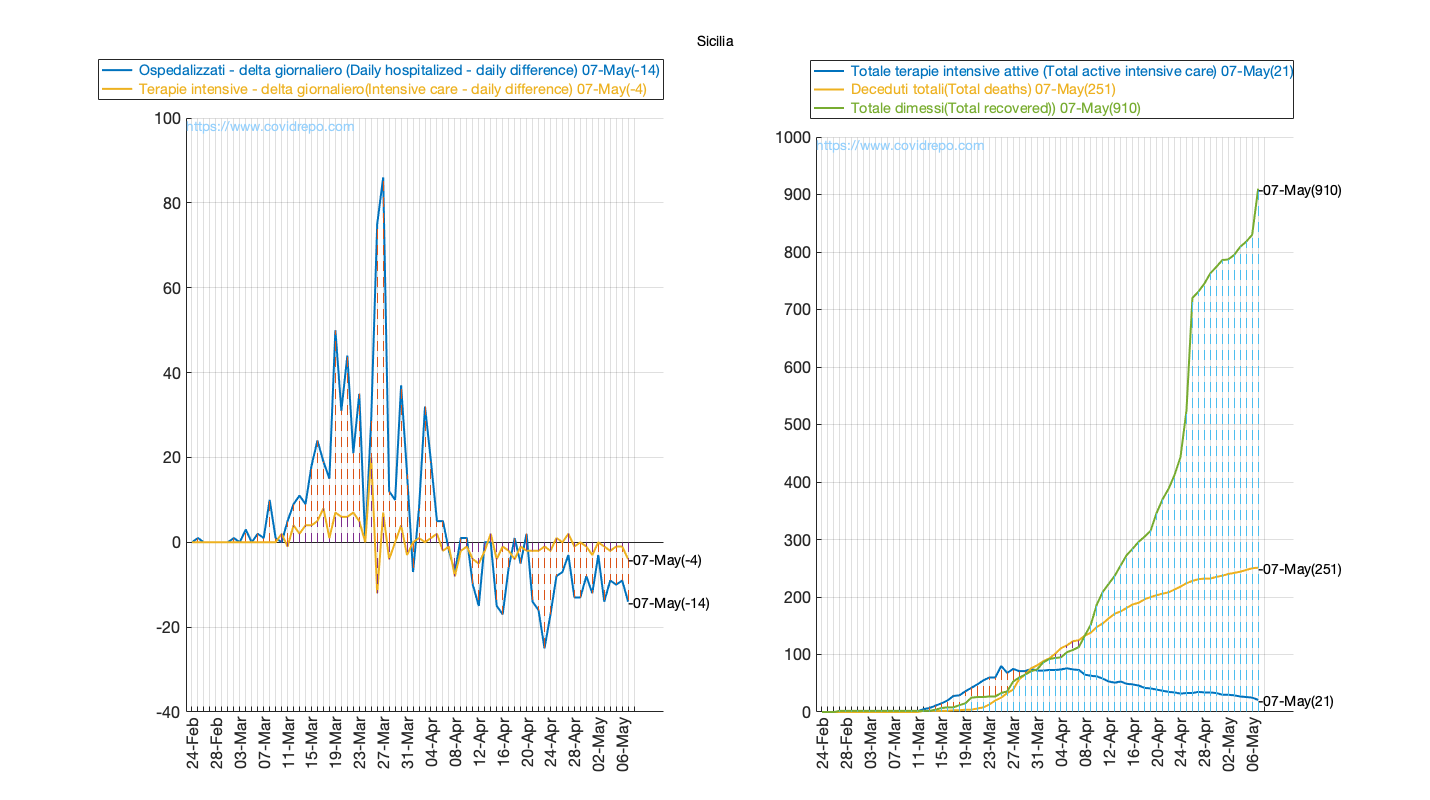 Sicilia
Ospedalizzati - delta giornaliero (Daily hospitalized - daily difference) 07-May(-14)
Terapie intensive - delta giornaliero(Intensive care - daily difference) 07-May(-4)
https://www.covidrepo.com
100
80
60
40
20
0
-20
-40
07-May(-4)
07-May(-14)
24-Feb
28-Feb
03-Mar
07-Mar
11-Mar
15-Mar
19-Mar
23-Mar
27-Mar
31-Mar
04-Apr
08-Apr
12-Apr
16-Apr
20-Apr
24-Apr
28-Apr
02-May
06-May
Totale terapie intensive attive (Total active intensive care) 07-May(21)
Deceduti totali(Total deaths) 07-May(251)
Totale dimessi(Total recovered)) 07-May(910)
https://www.covidrepo.com
1000
900
800
700
600
500
400
300
200
100
0
07-May(910)
07-May(251)
07-May(21)
24-Feb
28-Feb
03-Mar
07-Mar
11-Mar
15-Mar
19-Mar
23-Mar
27-Mar
31-Mar
04-Apr
08-Apr
12-Apr
16-Apr
20-Apr
24-Apr
28-Apr
02-May
06-May